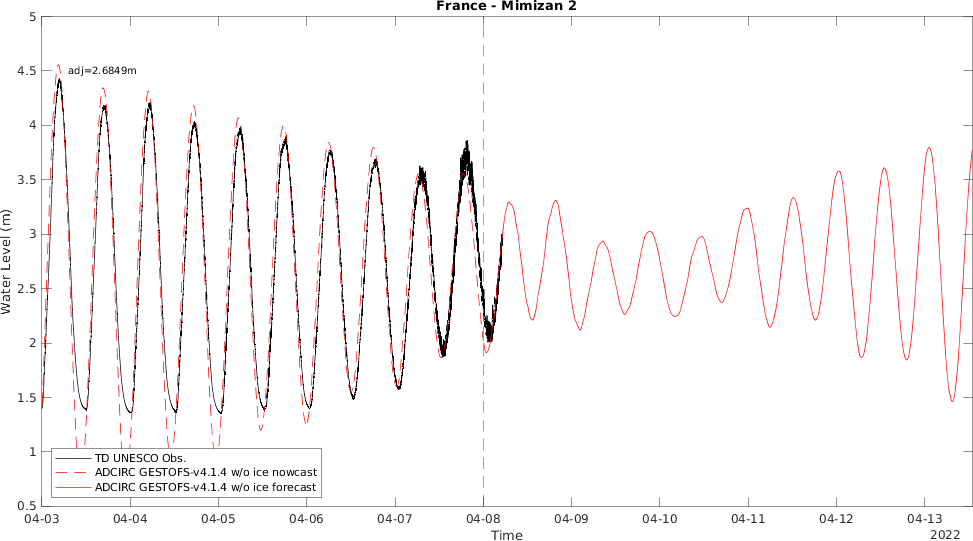 France - Mimizan 2
adj=2.6849m
5
4.5
4
3.5
3
2.5
2
1.5
1
0.5
Water Level (m)
TD UNESCO Obs.
ADCIRC GESTOFS-v4.1.4 w/o ice nowcast
ADCIRC GESTOFS-v4.1.4 w/o ice forecast
04-03 04-04 04-05 04-06 04-07 04-08 04-09 04-10 04-11 04-12 04-13
Time
2022